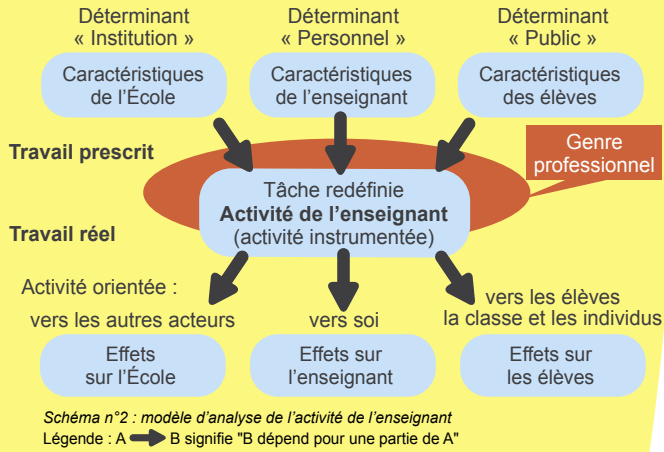 Déterminant
« Institution »
Déterminant
« Personnel »
Déterminant
« Public »
Caractéristiques
de l'École
Caractéristiques
de l'enseignant
Caractéristiques
des élèves
Travail prescrit
Genre
professionnel
Tâche redéfinie
Activité de l'enseignant
(activité instrumentée)
Travail réel
Activité orientée :
vers les autres acteurs
vers soi
vers les élèves
la classe et les individus
Effets
sur l'École
Effets sur
l'enseignant
Effets sur
les élèves
Schéma n°2 : modèle d'analyse de l'activité de l'enseignant
Légende : A B signifie "B dépend pour une partie de A"